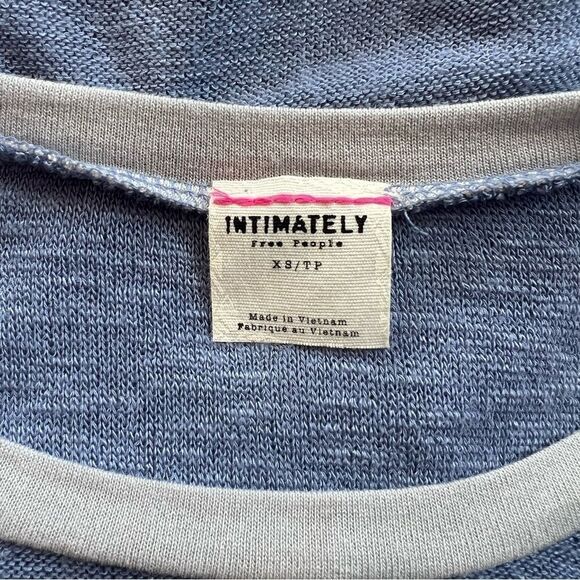 INTIMATELY
Free People
XS/TP
Made in Vietnam
Fabriqué au Vietnam